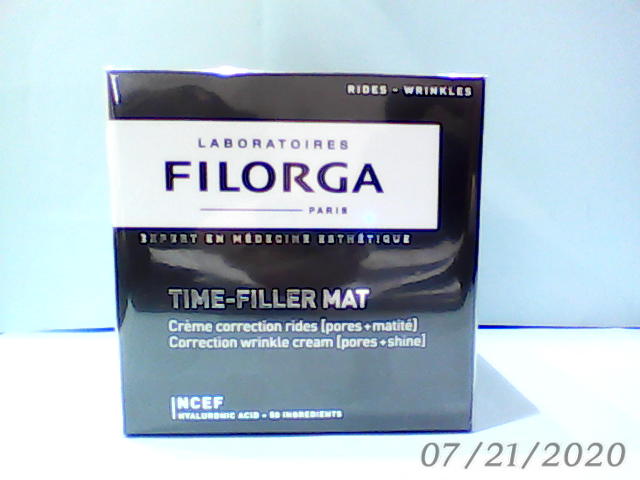 RIDES - WRINKLES
LABORATOIRES
FILORGA
PARIS
EXPERT EN MÉDECINE ESTHÉTIQUE
TIME-FILLER MAT
Crème correction rides [pores + matité]
Correction wrinkle cream [pores + shine]
NCEF
HYALURONIC ACID - 50 INGREDIENTS
07/21/2020